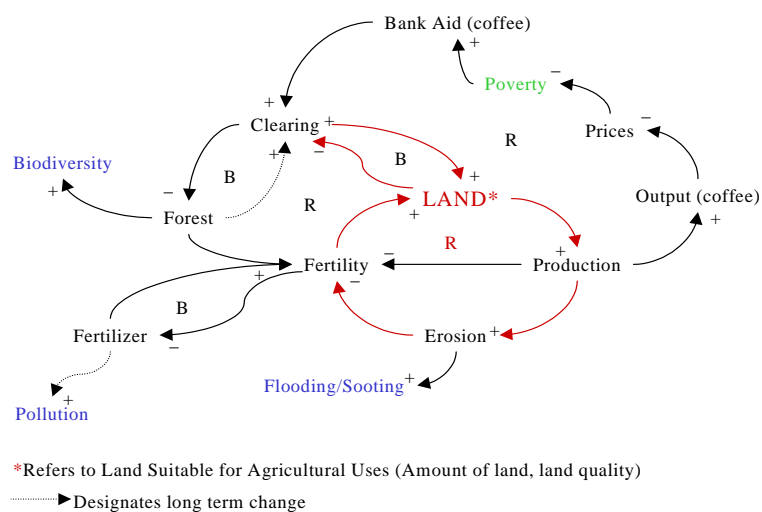 Bank Aid (coffee)
+
−
Poverty
+
Clearing
+
−
Prices
R
+
−
B
Biodiversity
+
B
+
−
LAND*
Output (coffee)
+
Forest
R
+
+
R
+
Fertility
−
Production
+
−
B
Fertilizer
−
Erosion
+
Flooding/Sooting
+
+
Pollution
*Refers to Land Suitable for Agricultural Uses (Amount of land, land quality)
Designates long term change